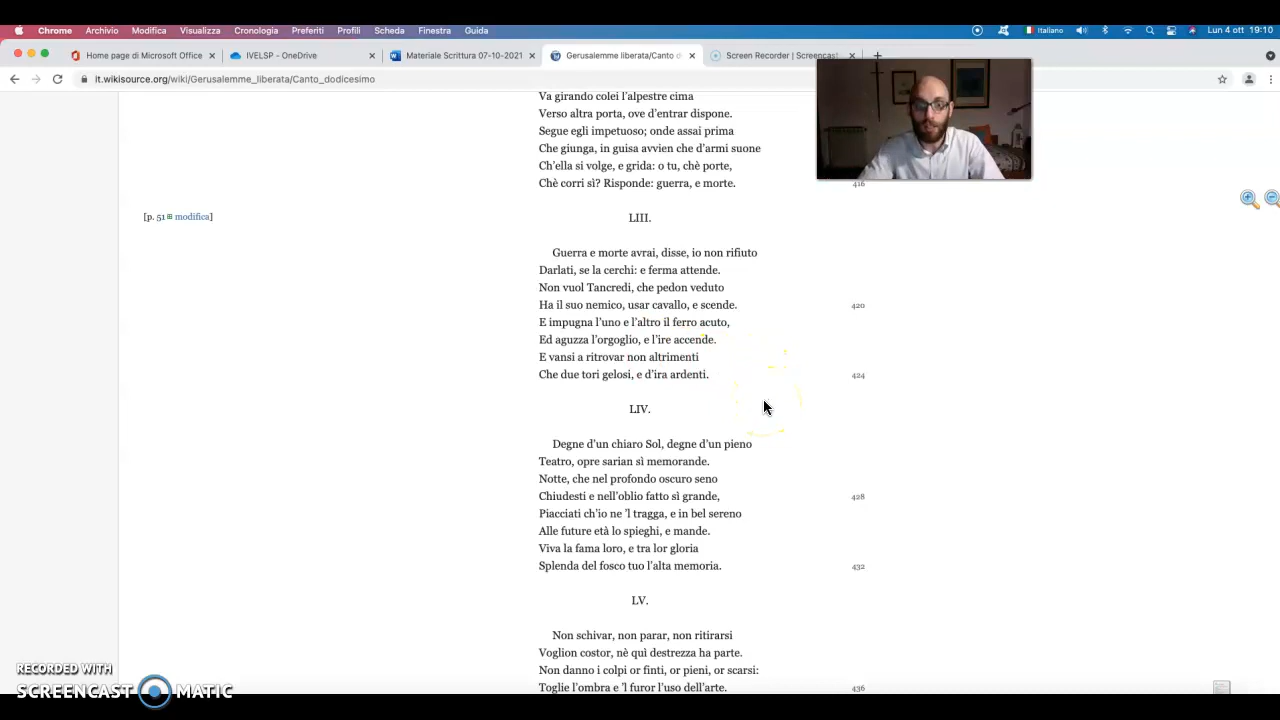 Chrome Archivio Modifica Visualizza Cronologia Preferiti Profili Scheda Finestra Guida Italiano Lun 4 ott 19:10
Home page di Microsoft Office IVELSP - OneDrive Materiale Scrittura 07-10-2021 Gerusalemme liberata/Canto d Screen Recorder | Screencast
it.wikisource.org/wiki/Gerusalemme_liberata/Canto_dodicesimo
Va girando colei l'alpestre cima
Verso altra porta, ove d'entrar dispone.
Segue egli impetuoso; onde assai prima
Che giunga, in guisa avvien che d'armi suone
Ch'ella si volge, e grida: o tu, chè porte,
Chè corri sì? Risponde: guerra, e morte. 416
[p. 51 modifica] LIII.
Guerra e morte avrai, disse, io non rifiuto
Darlati, se la cerchi: e ferma attende.
Non vuol Tancredi, che pedon veduto
Ha il suo nemico, usar cavallo, e scende. 420
E impugna l'uno e l'altro il ferro acuto,
Ed aguzza l'orgoglio, e l'ire accende.
E vansi a ritrovar non altrimenti
Che due tori gelosi, e d'ira ardenti. 424
LIV.
Degne d'un chiaro Sol, degne d'un pieno
Teatro, opre sarian sì memorande.
Notte, che nel profondo oscuro seno
Chiudesti e nell'oblio fatto sì grande, 428
Piacciati ch'io ne 'l tragga, e in bel sereno
Alle future età lo spieghi, e mande.
Viva la fama loro, e tra lor gloria
Splenda del fosco tuo l'alta memoria. 432
LV.
Non schivar, non parar, non ritirarsi
Voglion costor, nè quì destrezza ha parte.
Non danno i colpi or finti, or pieni, or scarsi:
Toglie l'ombra e 'l furor l'uso dell'arte. 436
RECORDED WITH
SCREENCAST MATIC